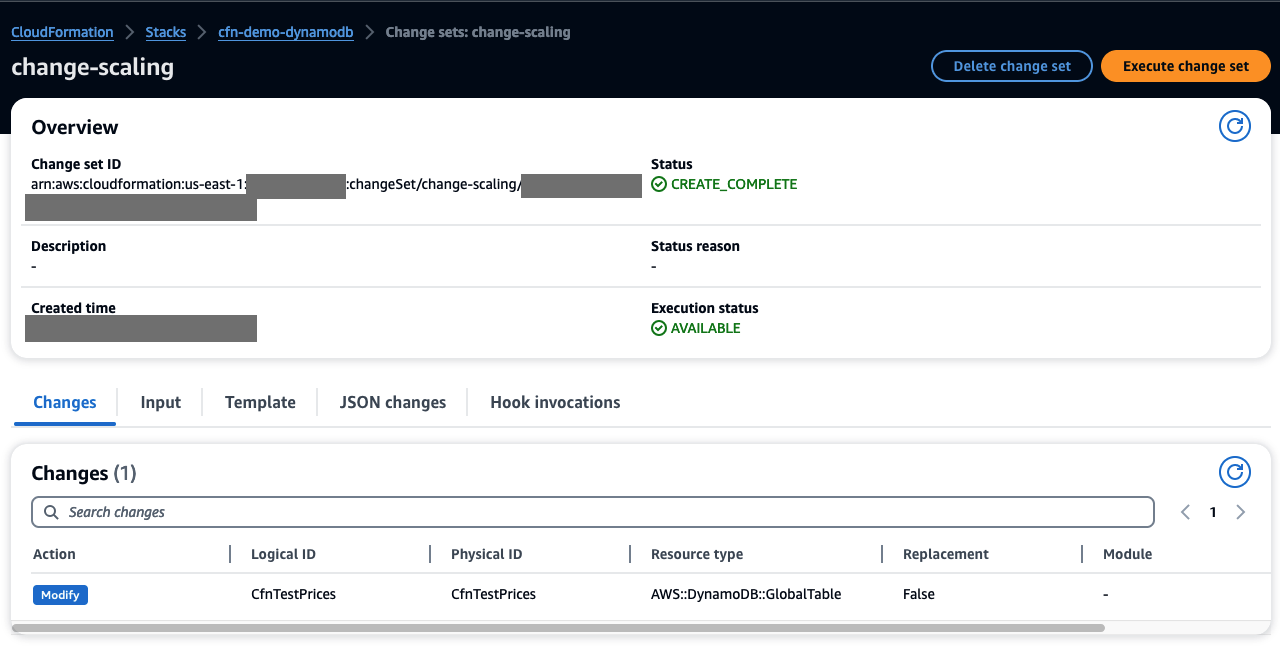 CloudFormation > Stacks > cfn-demo-dynamodb > Change sets: change-scaling
change-scaling
Delete change set
Execute change set
Overview
Change set ID
arn:aws:cloudformation:us-east-1: :changeSet/change-scaling/
Status
CREATE_COMPLETE
Description
-
Status reason
-
Created time
Execution status
AVAILABLE
Changes Input Template JSON changes Hook invocations
Changes (1)
Search changes
1
Action Logical ID Physical ID Resource type Replacement Module
Modify CfnTestPrices CfnTestPrices AWS::DynamoDB::GlobalTable False -